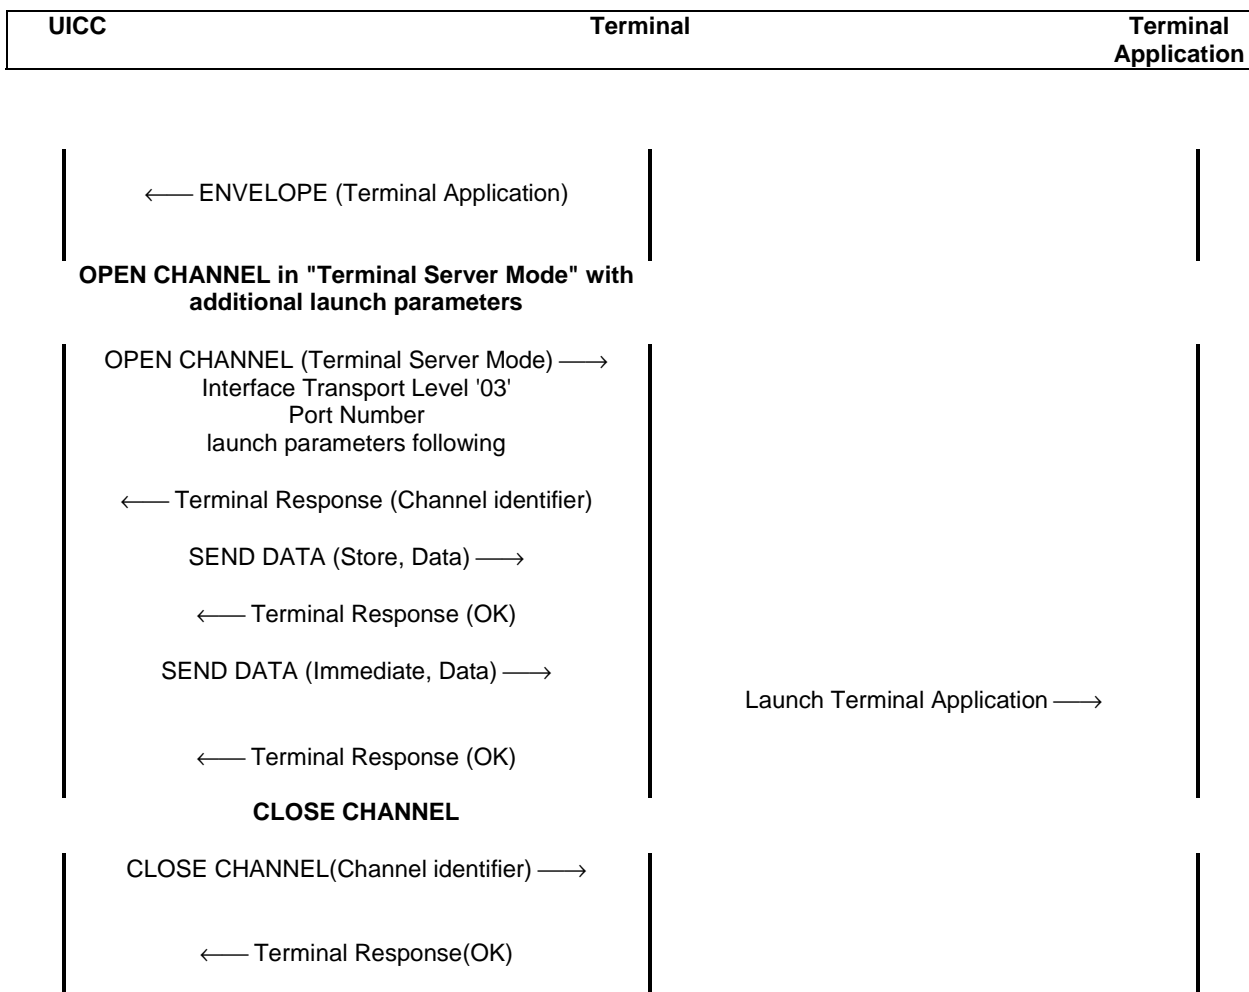 UICC Terminal Terminal
Application
←—— ENVELOPE (Terminal Application)
OPEN CHANNEL in "Terminal Server Mode" with
additional launch parameters
OPEN CHANNEL (Terminal Server Mode) ——→
Interface Transport Level '03'
Port Number
launch parameters following
←—— Terminal Response (Channel identifier)
SEND DATA (Store, Data) ——→
←—— Terminal Response (OK)
SEND DATA (Immediate, Data) ——→
Launch Terminal Application ——→
←—— Terminal Response (OK)
CLOSE CHANNEL
CLOSE CHANNEL(Channel identifier) ——→
←—— Terminal Response(OK)